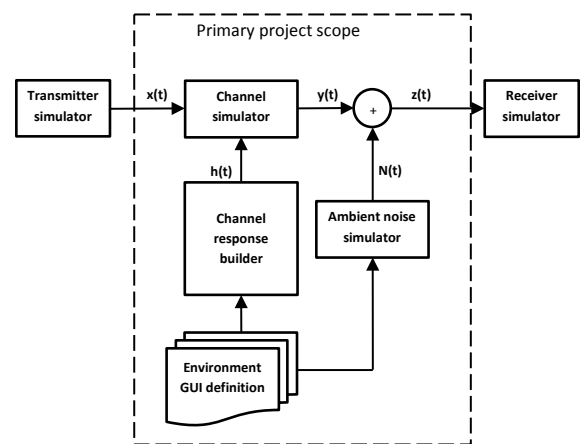 Primary project scope
Transmitter
simulator
x(t)
Channel
simulator
y(t)
+
z(t)
Receiver
simulator
h(t)
N(t)
Channel
response
builder
Ambient noise
simulator
Environment
GUI definition